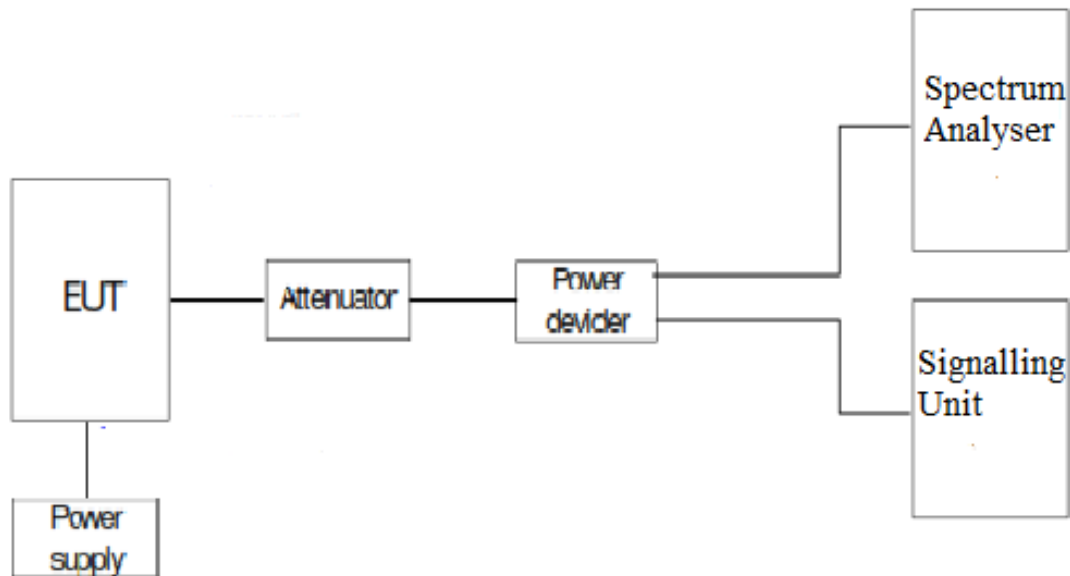 Spectrum
Analyser
EUT
Attenuator
Power
devider
Signalling
Unit
Power
supply